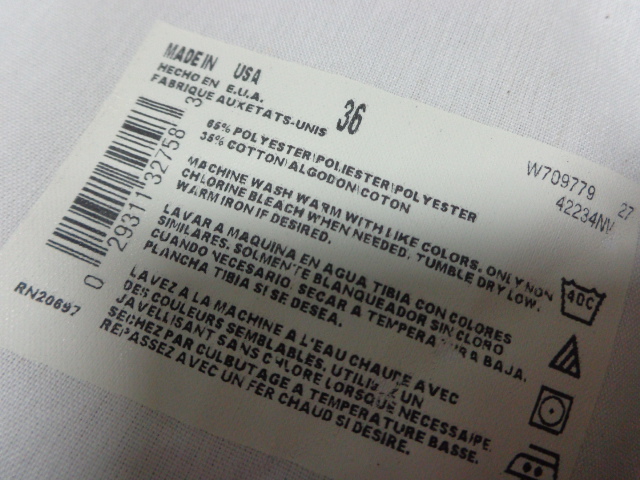 MADE IN USA
HECHO EN E.U.A.
FABRIQUE AUX ETATS-UNIS
36
65% POLYESTER\POLIESTER\POLYESTER
35% COTTON\ALGODON\COTON
MACHINE WASH WARM WITH LIKE COLORS. ONLY NON
CHLORINE BLEACH WHEN NEEDED. TUMBLE DRY LOW.
WARM IRON IF DESIRED.
LAVAR A MAQUINA EN AGUA TIBIA CON COLORES
SIMILARES. SOLMENTE BLANQUEADOR SIN CLORO
CUANDO NECESARIO. SECAR A TEMPERATURA BAJA.
PLANCHA TIBIA SI SE DESEA.
LAVEZ A LA MACHINE A L'EAU CHAUDE AVEC
DES COULEURS SEMBLABLES. UTILISEZ UN
JAVELLISANT SANS CHLORE LORSQUE NECESSAIRE.
SECHEZ PAR CULBUTAGE A TEMPERATURE BASSE.
REPASSEZ AVEC UN FER CHAUD SI DESIRE.
W709779 27
42234NV
40C
0 29311 32758 3
RN20697